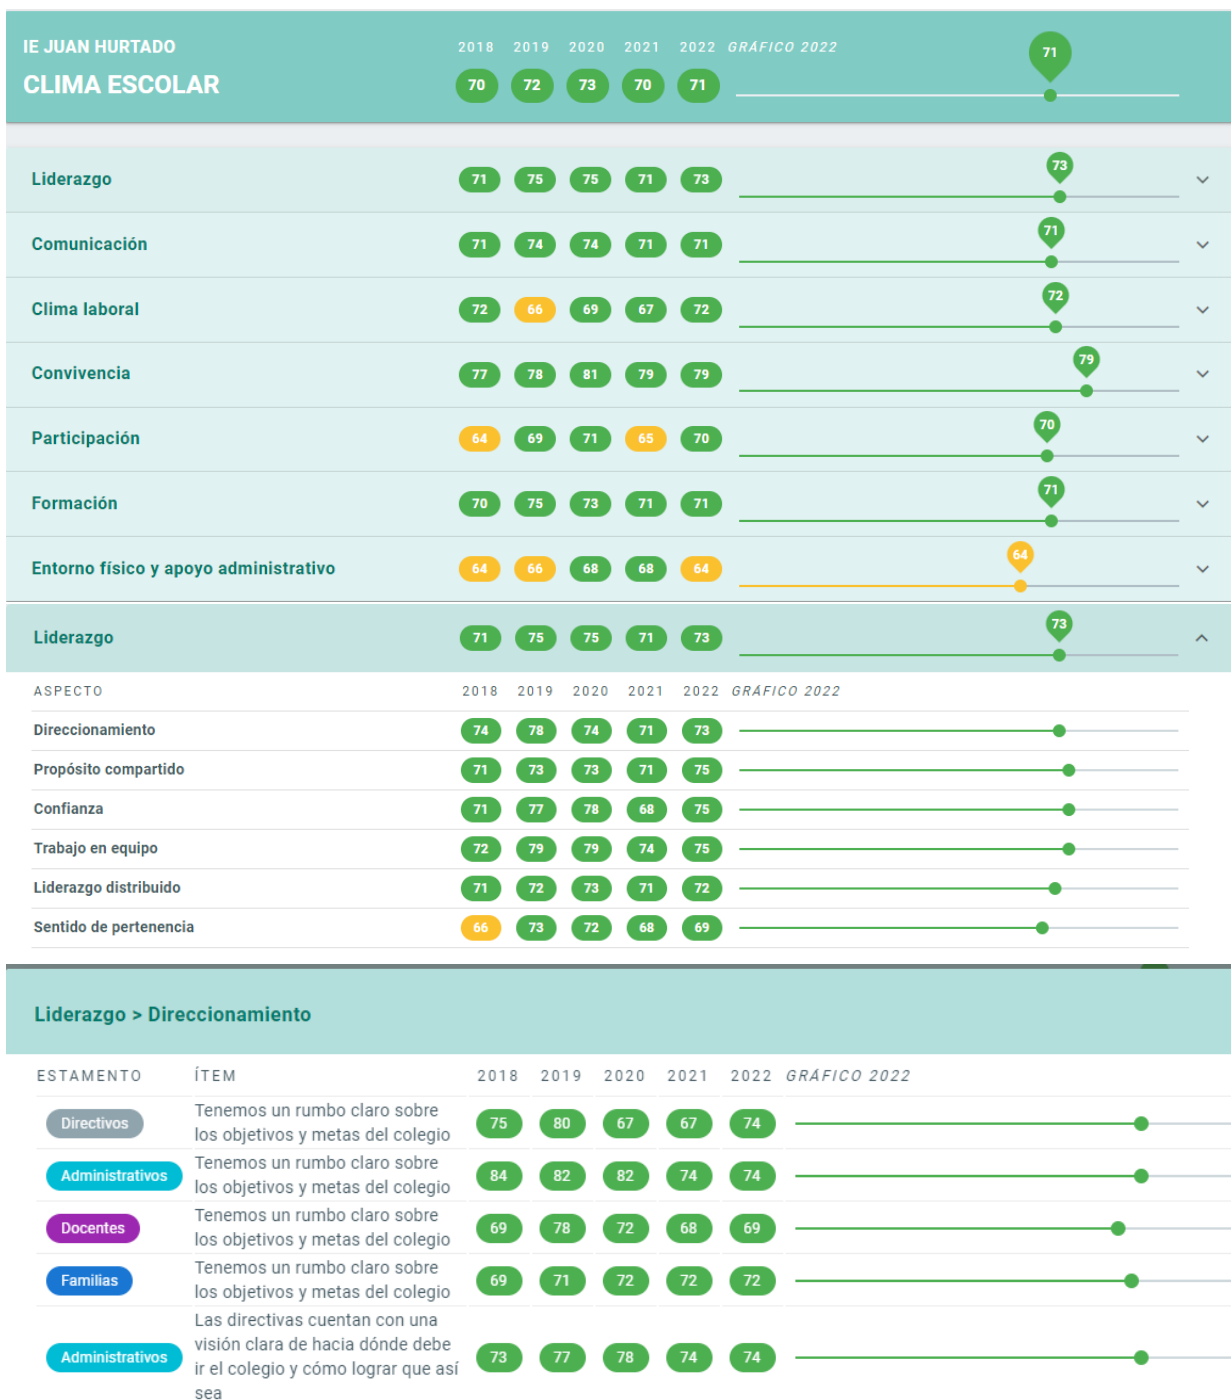 IE JUAN HURTADO
2018 2019 2020 2021 2022 GRÁFICO 2022
CLIMA ESCOLAR
70 72 73 70 71
71
Liderazgo 71 75 75 71 73 73
Comunicación 71 74 74 71 71 71
Clima laboral 72 66 69 67 72 72
Convivencia 77 78 81 79 79 79
Participación 64 69 71 65 70 70
Formación 70 75 73 71 71 71
Entorno físico y apoyo administrativo 64 66 68 68 64 64
Liderazgo 71 75 75 71 73 73
ASPECTO 2018 2019 2020 2021 2022 GRÁFICO 2022
Direccionamiento 74 78 74 71 73
Propósito compartido 71 73 73 71 75
Confianza 71 77 78 68 75
Trabajo en equipo 72 79 79 74 75
Liderazgo distribuido 71 72 73 71 72
Sentido de pertenencia 66 73 72 68 69
Liderazgo > Direccionamiento
ESTAMENTO ÍTEM 2018 2019 2020 2021 2022 GRÁFICO 2022
Directivos
Tenemos un rumbo claro sobre
los objetivos y metas del colegio
75 80 67 67 74
Administrativos
Tenemos un rumbo claro sobre
los objetivos y metas del colegio
84 82 82 74 74
Docentes
Tenemos un rumbo claro sobre
los objetivos y metas del colegio
69 78 72 68 69
Familias
Tenemos un rumbo claro sobre
los objetivos y metas del colegio
69 71 72 72 72
Administrativos
Las directivas cuentan con una
visión clara de hacia dónde debe
ir el colegio y cómo lograr que así
sea
73 77 78 74 74